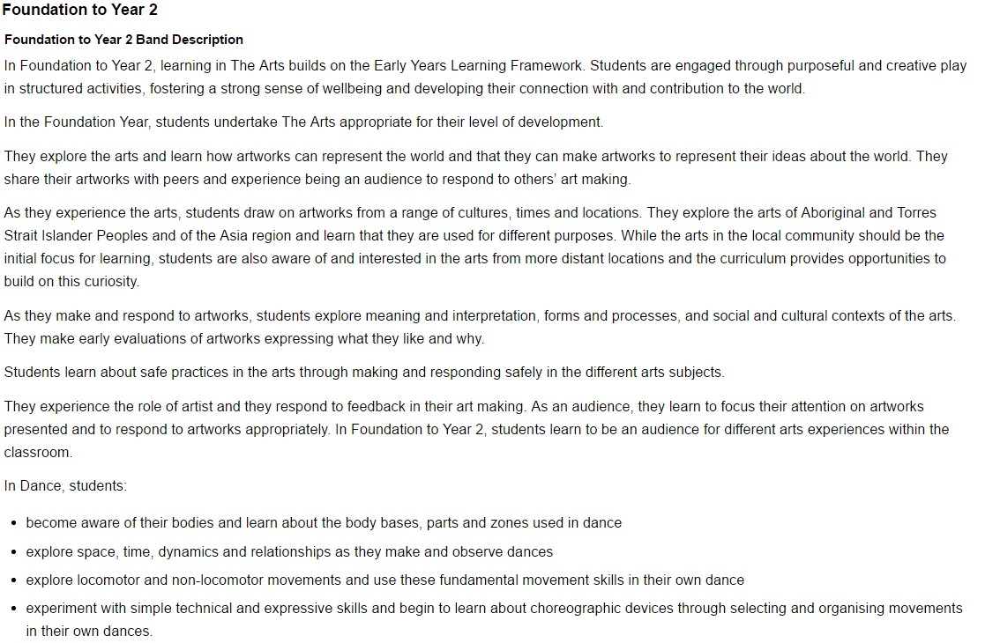 Foundation to Year 2
Foundation to Year 2 Band Description
In Foundation to Year 2, learning in The Arts builds on the Early Years Learning Framework. Students are engaged through purposeful and creative play
in structured activities, fostering a strong sense of wellbeing and developing their connection with and contribution to the world.
In the Foundation Year, students undertake The Arts appropriate for their level of development.
They explore the arts and learn how artworks can represent the world and that they can make artworks to represent their ideas about the world. They
share their artworks with peers and experience being an audience to respond to others' art making.
As they experience the arts, students draw on artworks from a range of cultures, times and locations. They explore the arts of Aboriginal and Torres
Strait Islander Peoples and of the Asia region and learn that they are used for different purposes. While the arts in the local community should be the
initial focus for learning, students are also aware of and interested in the arts from more distant locations and the curriculum provides opportunities to
build on this curiosity.
As they make and respond to artworks, students explore meaning and interpretation, forms and processes, and social and cultural contexts of the arts.
They make early evaluations of artworks expressing what they like and why.
Students learn about safe practices in the arts through making and responding safely in the different arts subjects.
They experience the role of artist and they respond to feedback in their art making. As an audience, they learn to focus their attention on artworks
presented and to respond to artworks appropriately. In Foundation to Year 2, students learn to be an audience for different arts experiences within the
classroom.
In Dance, students:
• become aware of their bodies and learn about the body bases, parts and zones used in dance
• explore space, time, dynamics and relationships as they make and observe dances
• explore locomotor and non-locomotor movements and use these fundamental movement skills in their own dance
• experiment with simple technical and expressive skills and begin to learn about choreographic devices through selecting and organising movements
in their own dances.